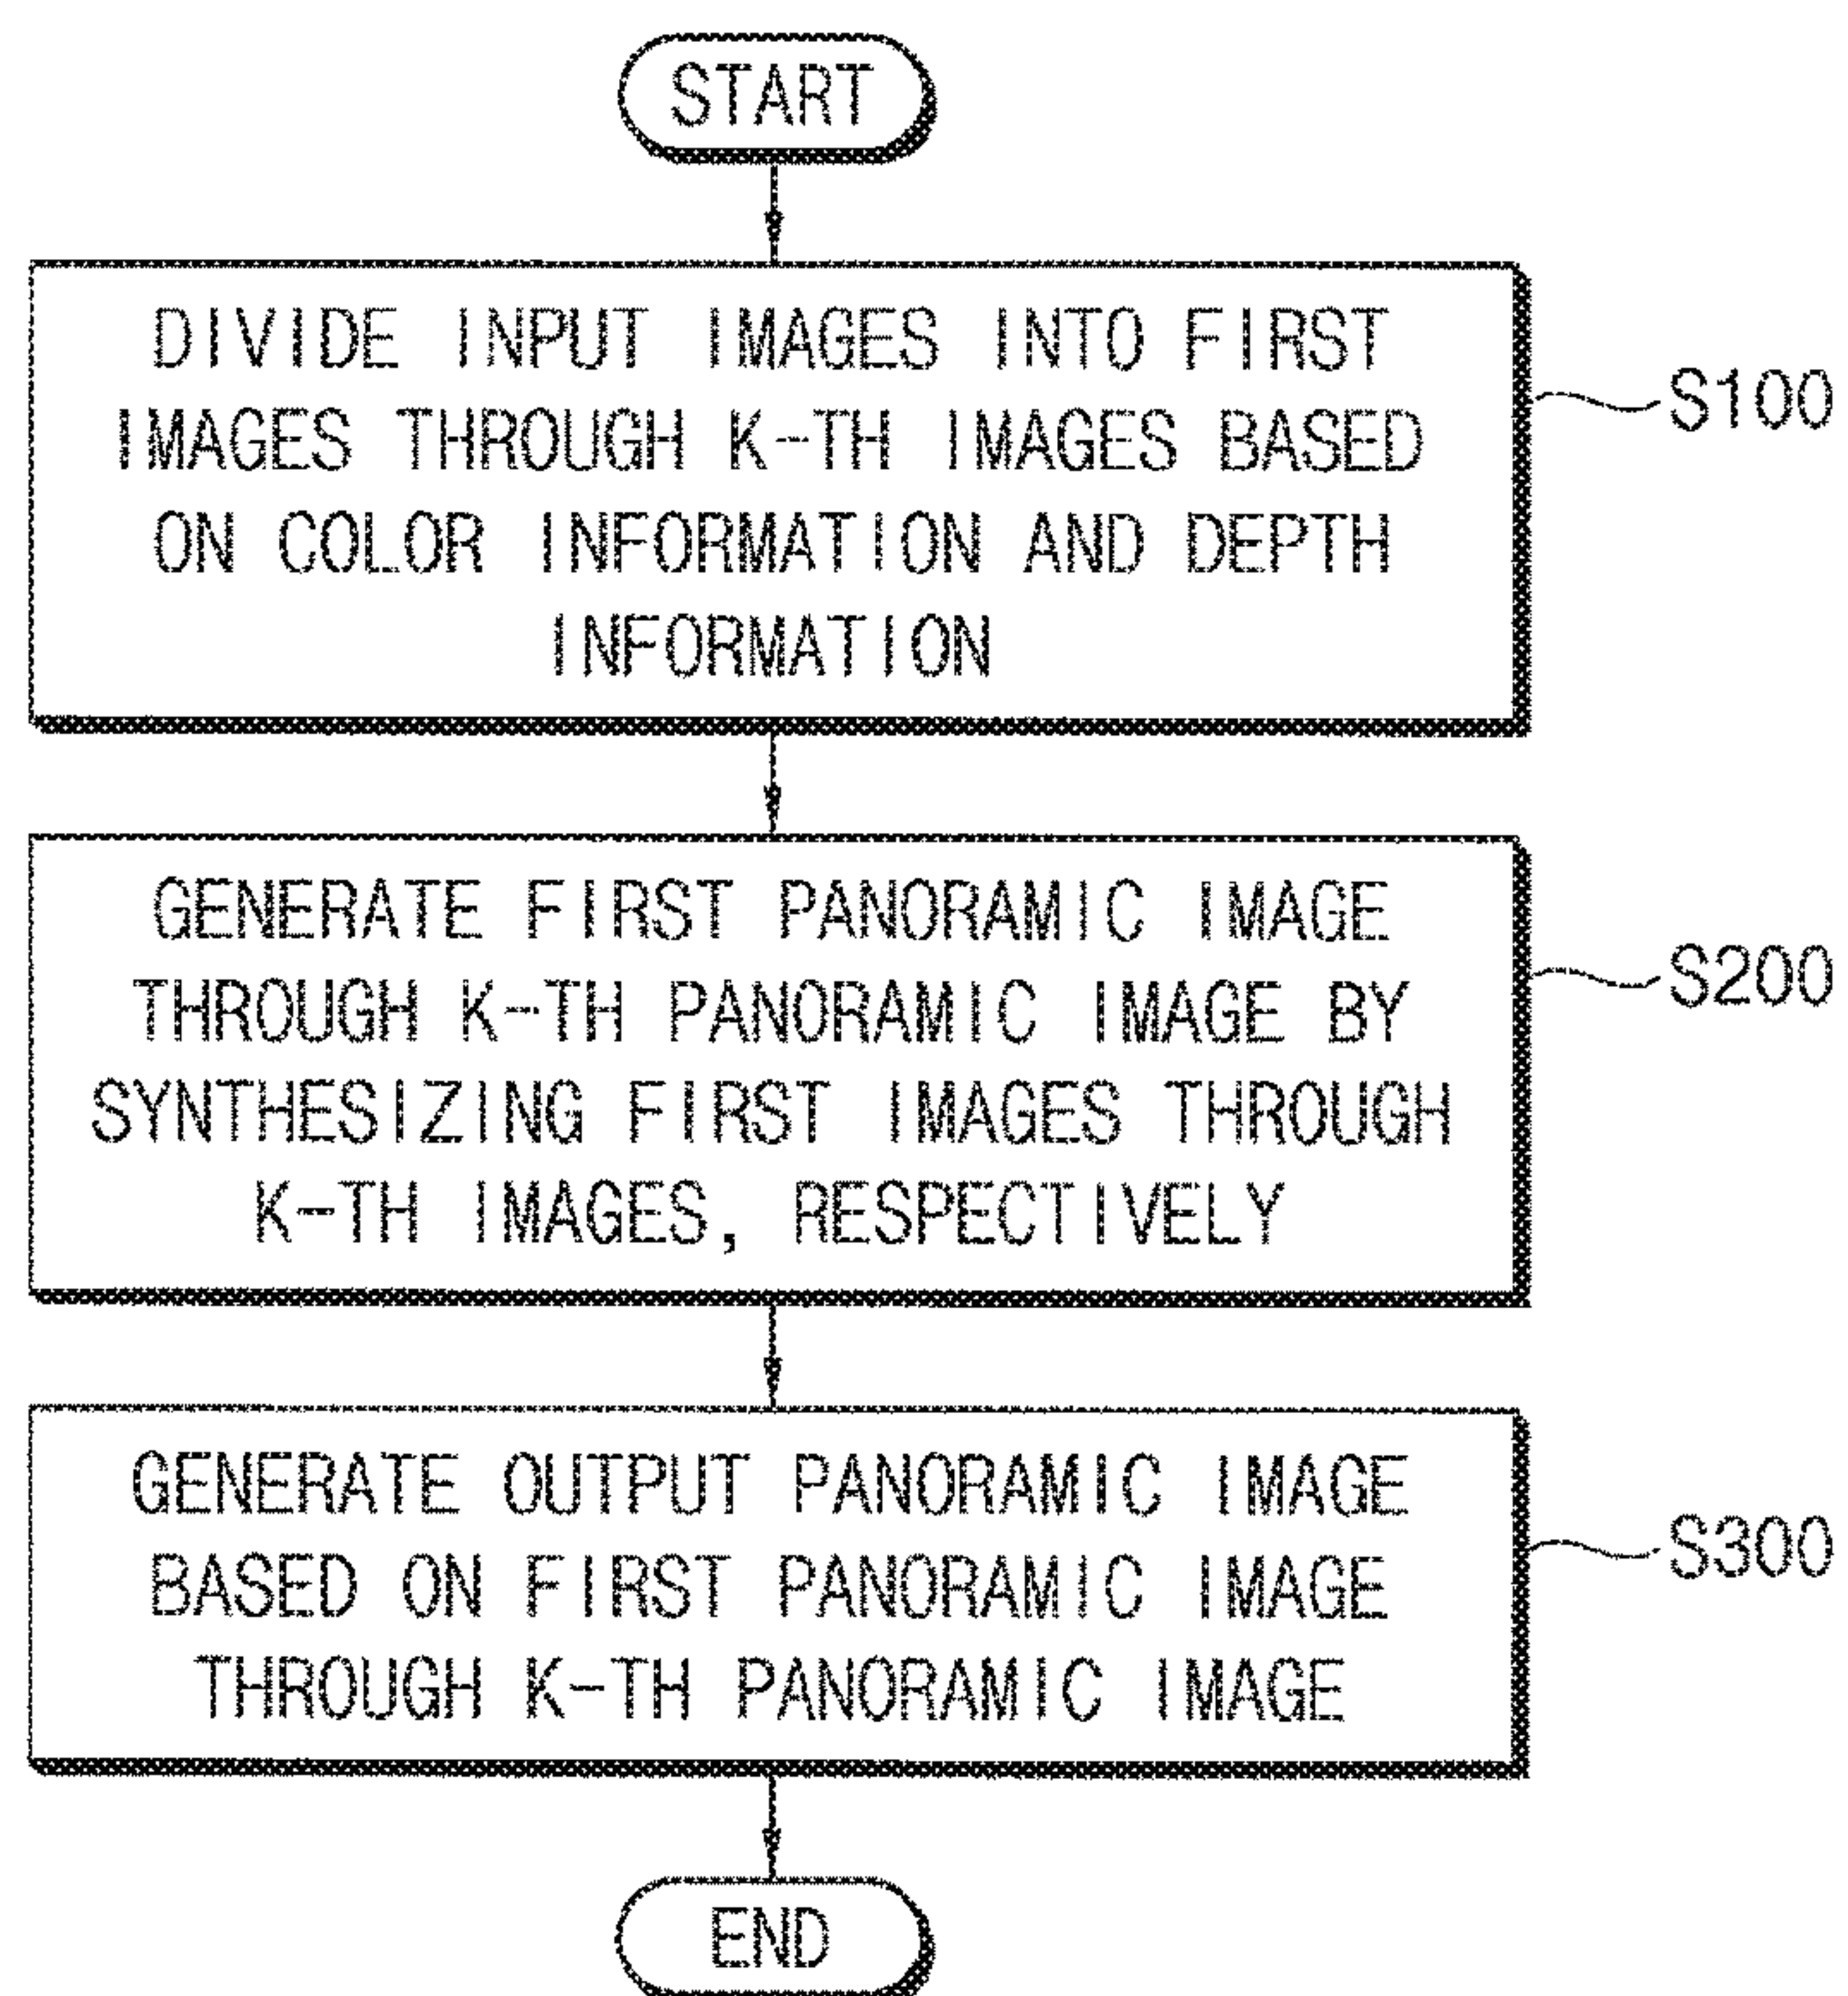 START
DIVIDE INPUT IMAGES INTO FIRST
IMAGES THROUGH K-TH IMAGES BASED
ON COLOR INFORMATION AND DEPTH
INFORMATION
S100
GENERATE FIRST PANORAMIC IMAGE
THROUGH K-TH PANORAMIC IMAGE BY
SYNTHESIZING FIRST IMAGES THROUGH
K-TH IMAGES, RESPECTIVELY
S200
GENERATE OUTPUT PANORAMIC IMAGE
BASED ON FIRST PANORAMIC IMAGE
THROUGH K-TH PANORAMIC IMAGE
S300
END